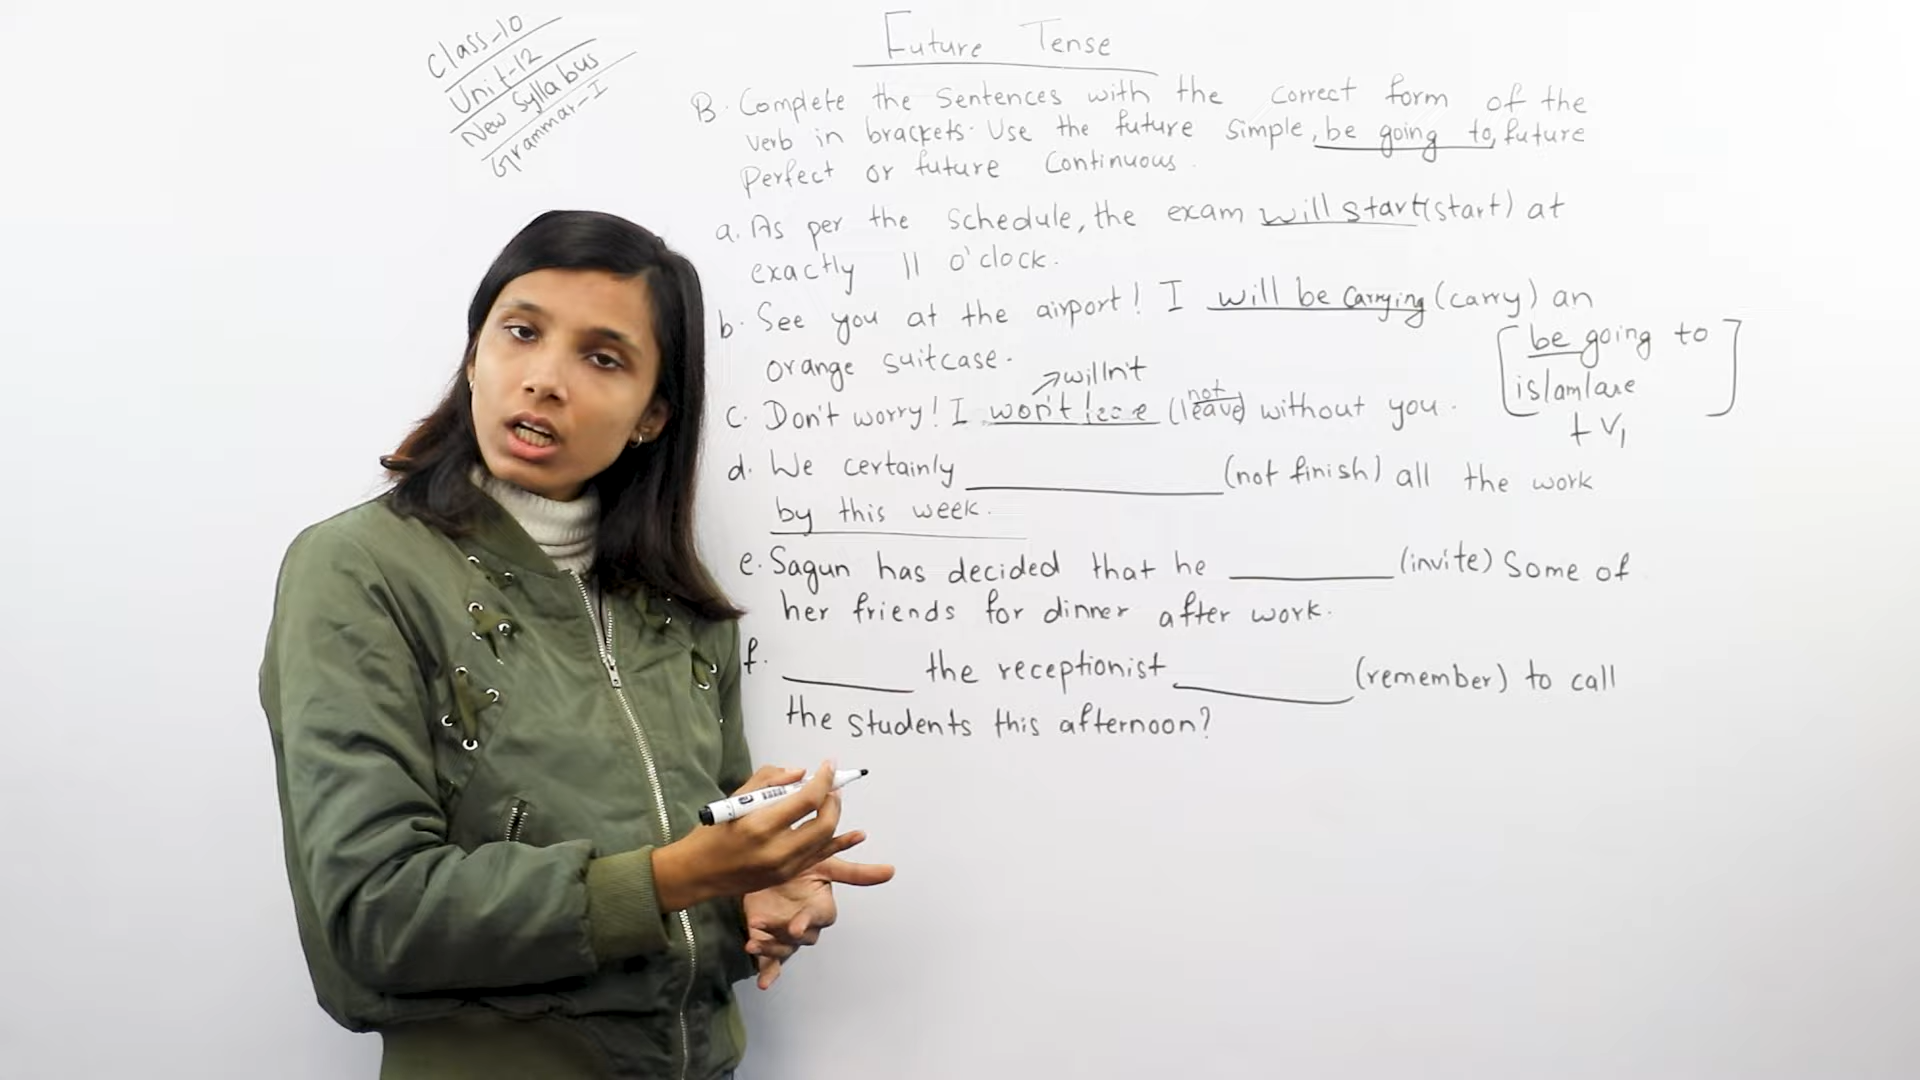 Class-10
Unit-12
New Syllabus
Grammar-I
Future Tense
B. Complete the Sentences with the correct form of the
verb in brackets. Use the future simple, be going to, future
perfect or future continuous.
a. As per the schedule, the exam will start (start) at
exactly 11 o'clock.
b. See you at the airport! I will be carrying (carry) an
orange suitcase.
be going to
is/am/are
+ V1
willn't
not
c. Don't worry! I won't leave (leave) without you.
d. We certainly ____________ (not finish) all the work
by this week.
e. Sagun has decided that he ________ (invite) Some of
her friends for dinner after work.
f. ______ the receptionist ________ (remember) to call
the students this afternoon?